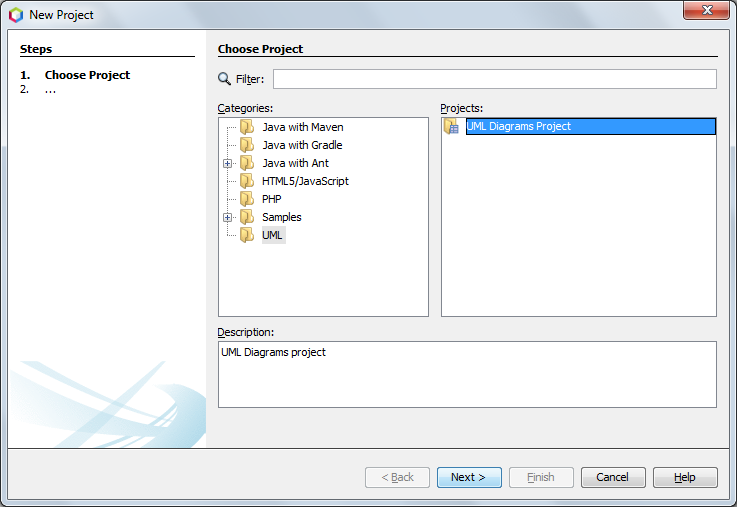 New Project
Steps
1. Choose Project
2. ...
Choose Project
Filter:
Categories:
Java with Maven
Java with Gradle
Java with Ant
HTML5/JavaScript
PHP
Samples
UML
Projects:
UML Diagrams Project
Description:
UML Diagrams project
< Back
Next >
Finish
Cancel
Help